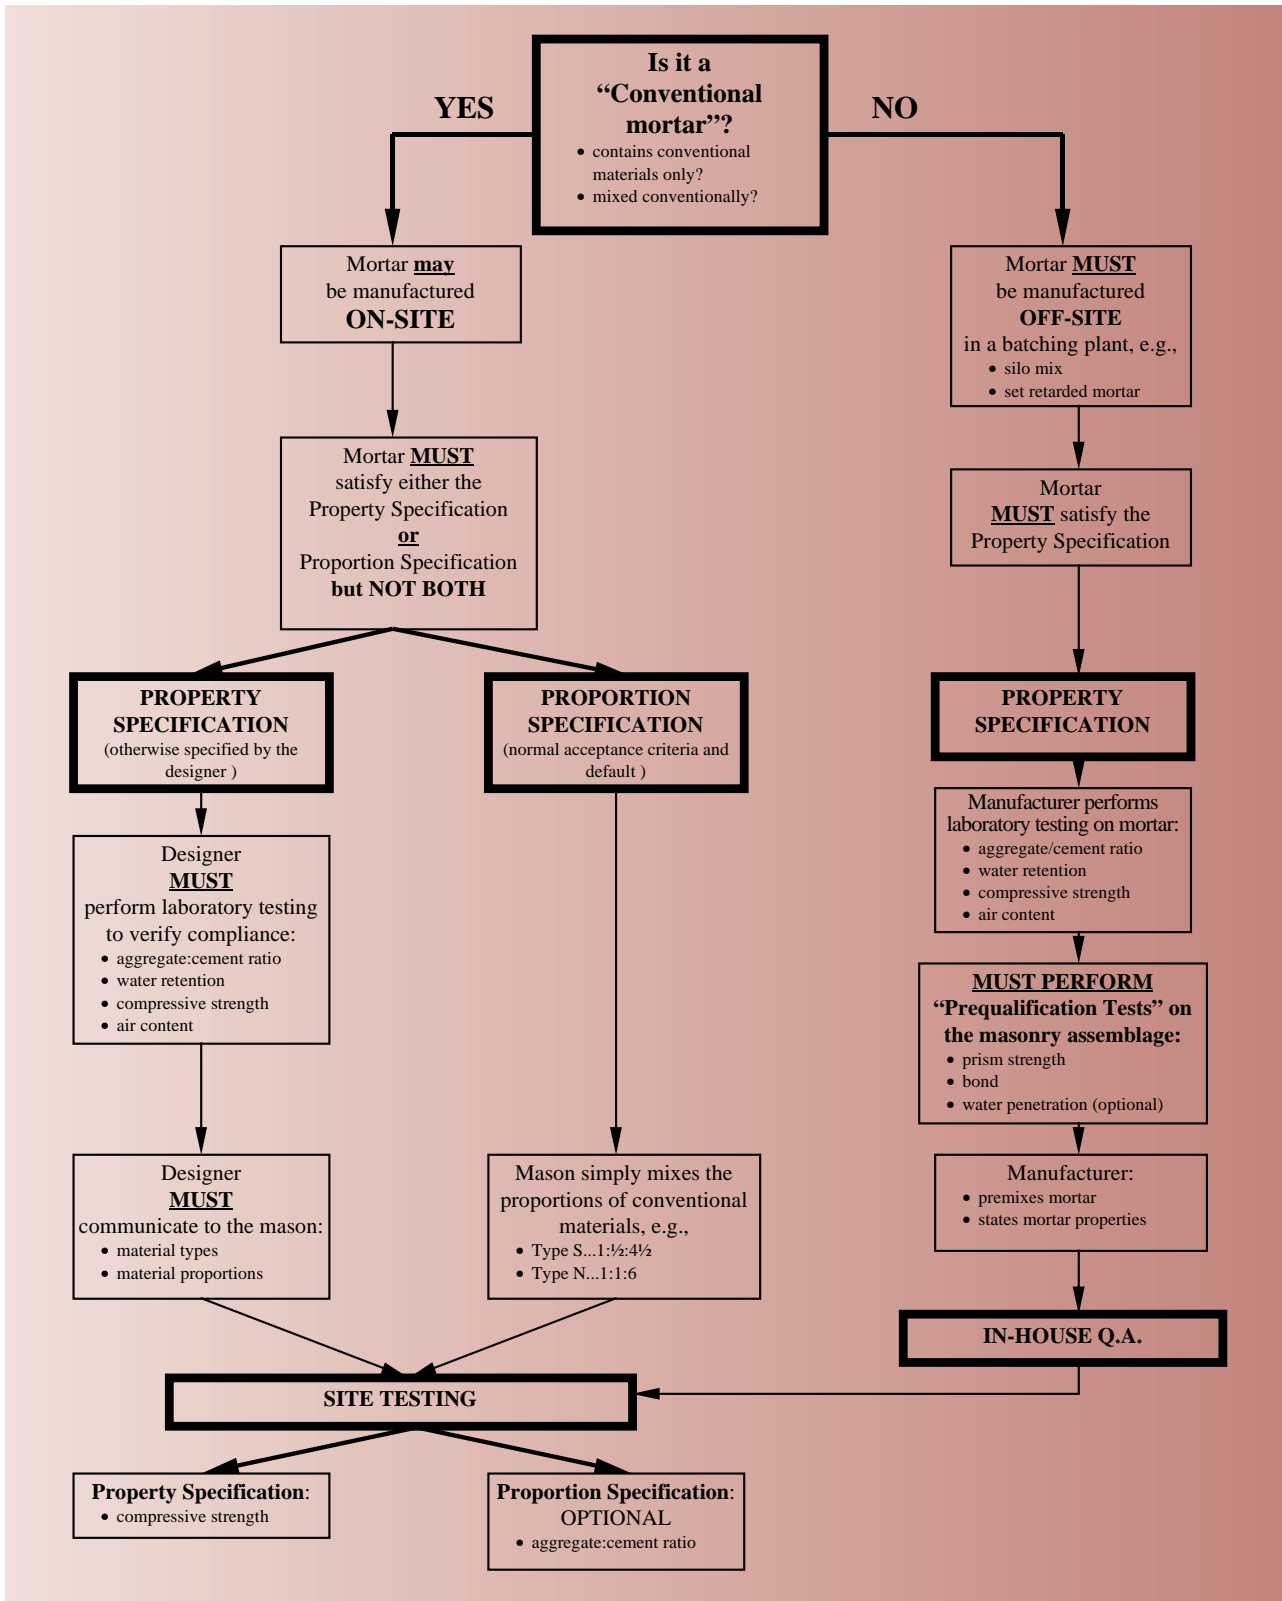 Is it a
“Conventional
mortar”?
• contains conventional
materials only?
• mixed conventionally?
YES
NO
Mortar may
be manufactured
ON-SITE
Mortar MUST
be manufactured
OFF-SITE
in a batching plant, e.g.,
• silo mix
• set retarded mortar
Mortar MUST
satisfy either the
Property Specification
or
Proportion Specification
but NOT BOTH
Mortar
MUST satisfy the
Property Specification
PROPERTY
SPECIFICATION
(otherwise specified by the
designer )
PROPORTION
SPECIFICATION
(normal acceptance criteria and
default )
PROPERTY
SPECIFICATION
Designer
MUST
perform laboratory testing
to verify compliance:
• aggregate:cement ratio
• water retention
• compressive strength
• air content
Manufacturer performs
laboratory testing on mortar:
• aggregate/cement ratio
• water retention
• compressive strength
• air content
MUST PERFORM
“Prequalification Tests” on
the masonry assemblage:
• prism strength
• bond
• water penetration (optional)
Designer
MUST
communicate to the mason:
• material types
• material proportions
Mason simply mixes the
proportions of conventional
materials, e.g.,
• Type S...1:½:4½
• Type N...1:1:6
Manufacturer:
• premixes mortar
• states mortar properties
IN-HOUSE Q.A.
SITE TESTING
Property Specification:
• compressive strength
Proportion Specification:
OPTIONAL
• aggregate:cement ratio